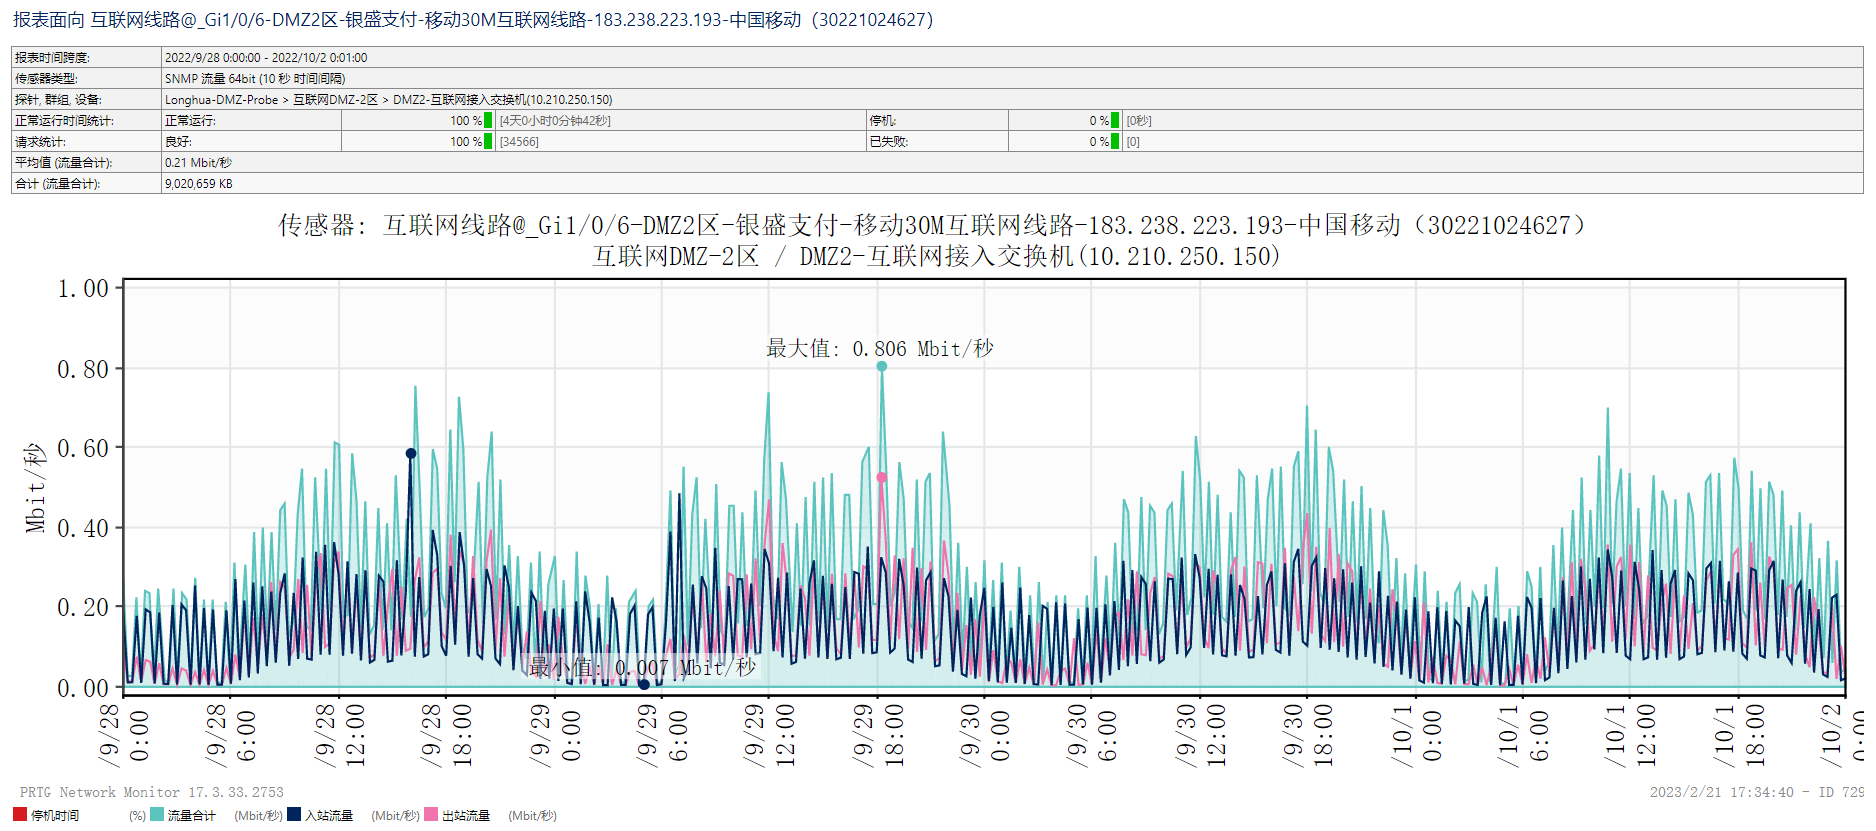 报表面向 互联网线路@_Gi1/0/6-DMZ2区-银盛支付-移动30M互联网线路-183.238.223.193-中国移动（30221024627）
报表时间跨度: 2022/9/28 0:00:00 - 2022/10/2 0:01:00
传感器类型: SNMP 流量 64bit (10 秒 时间间隔)
探针, 群组, 设备: Longhua-DMZ-Probe > 互联网DMZ-2区 > DMZ2-互联网接入交换机(10.210.250.150)
正常运行时间统计: 正常运行: 100 % [4天0小时0分钟42秒] 停机: 0 % [0秒]
请求统计: 良好: 100 % [34566] 已失败: 0 % [0]
平均值 (流量合计): 0.21 Mbit/秒
合计 (流量合计): 9,020,659 KB
传感器: 互联网线路@_Gi1/0/6-DMZ2区-银盛支付-移动30M互联网线路-183.238.223.193-中国移动（30221024627）
互联网DMZ-2区 / DMZ2-互联网接入交换机(10.210.250.150)
1.00
0.80
0.60
0.40
0.20
0.00
Mbit/秒
最大值: 0.806 Mbit/秒
最小值: 0.007 Mbit/秒
/9/28 0:00
/9/28 6:00
/9/28 12:00
/9/28 18:00
/9/29 0:00
/9/29 6:00
/9/29 12:00
/9/29 18:00
/9/30 0:00
/9/30 6:00
/9/30 12:00
/9/30 18:00
/10/1 0:00
/10/1 6:00
/10/1 12:00
/10/1 18:00
/10/2 0:00
PRTG Network Monitor 17.3.33.2753
2023/2/21 17:34:40 - ID 729
停机时间 (%) 流量合计 (Mbit/秒) 入站流量 (Mbit/秒) 出站流量 (Mbit/秒)